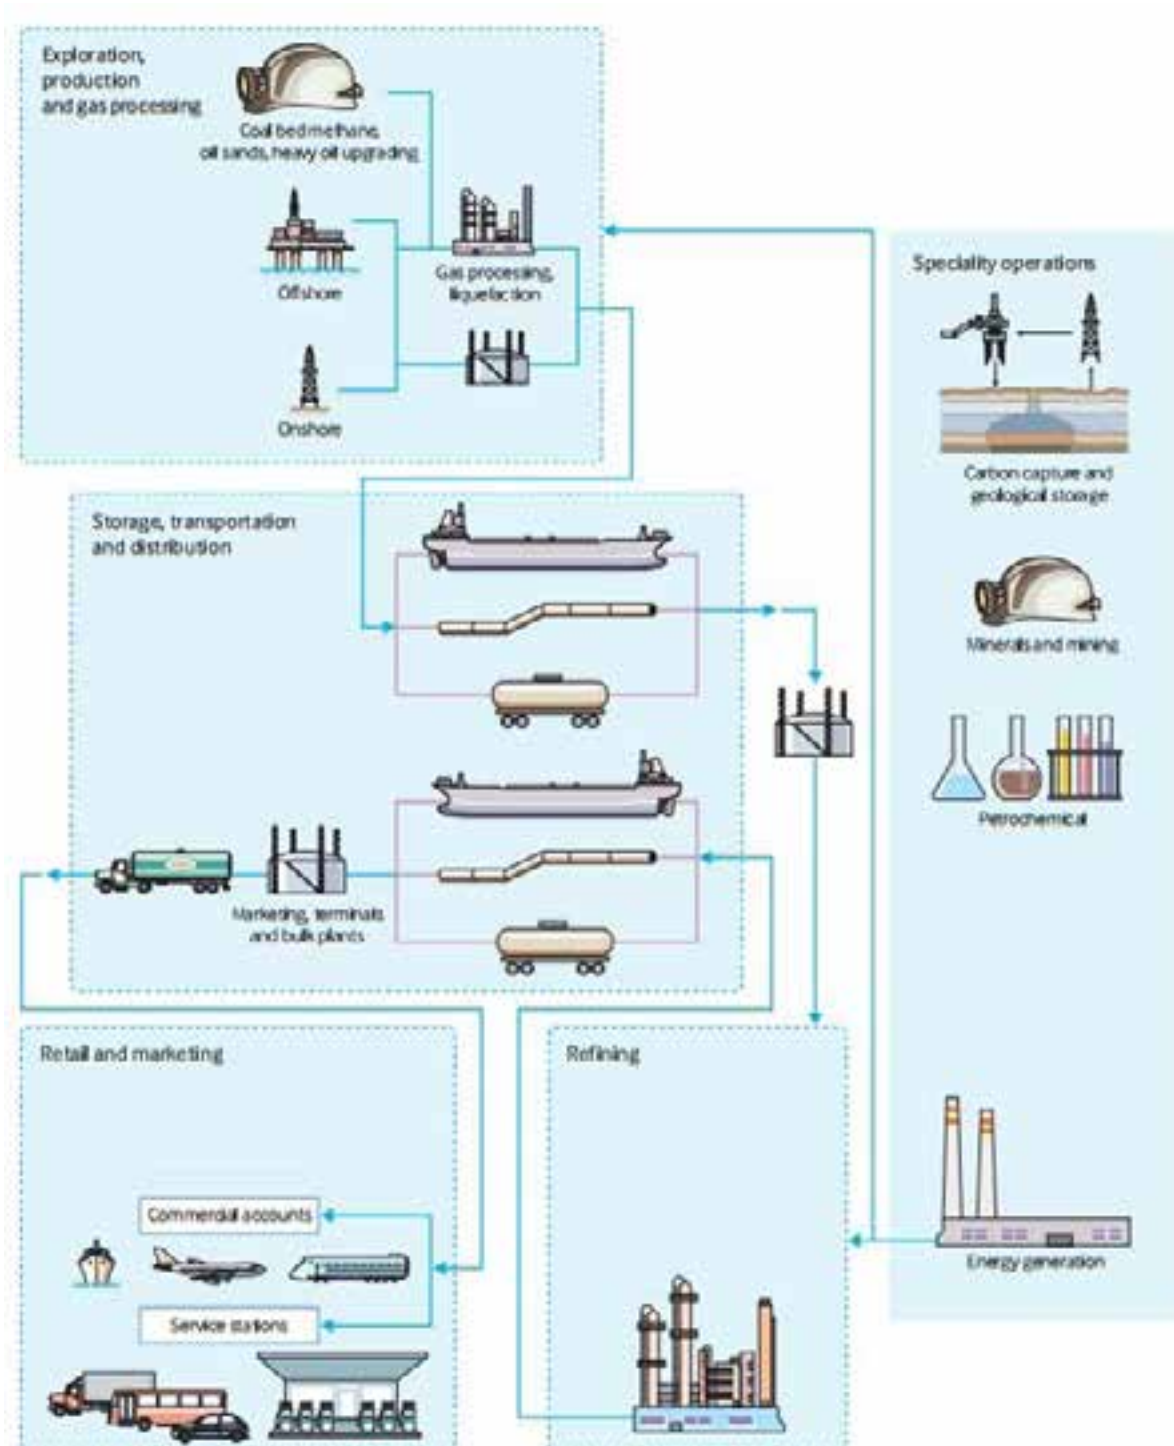 Exploration,
production
and gas processing
Coal bed methane,
oil sands, heavy oil upgrading
Offshore
Gas processing,
liquefaction
Onshore
Speciality operations
Carbon capture and
geological storage
Minerals and mining
Petrochemical
Energy generation
Storage, transportation
and distribution
Marketing, terminals
and bulk plants
Retail and marketing
Commercial accounts
Service stations
Refining